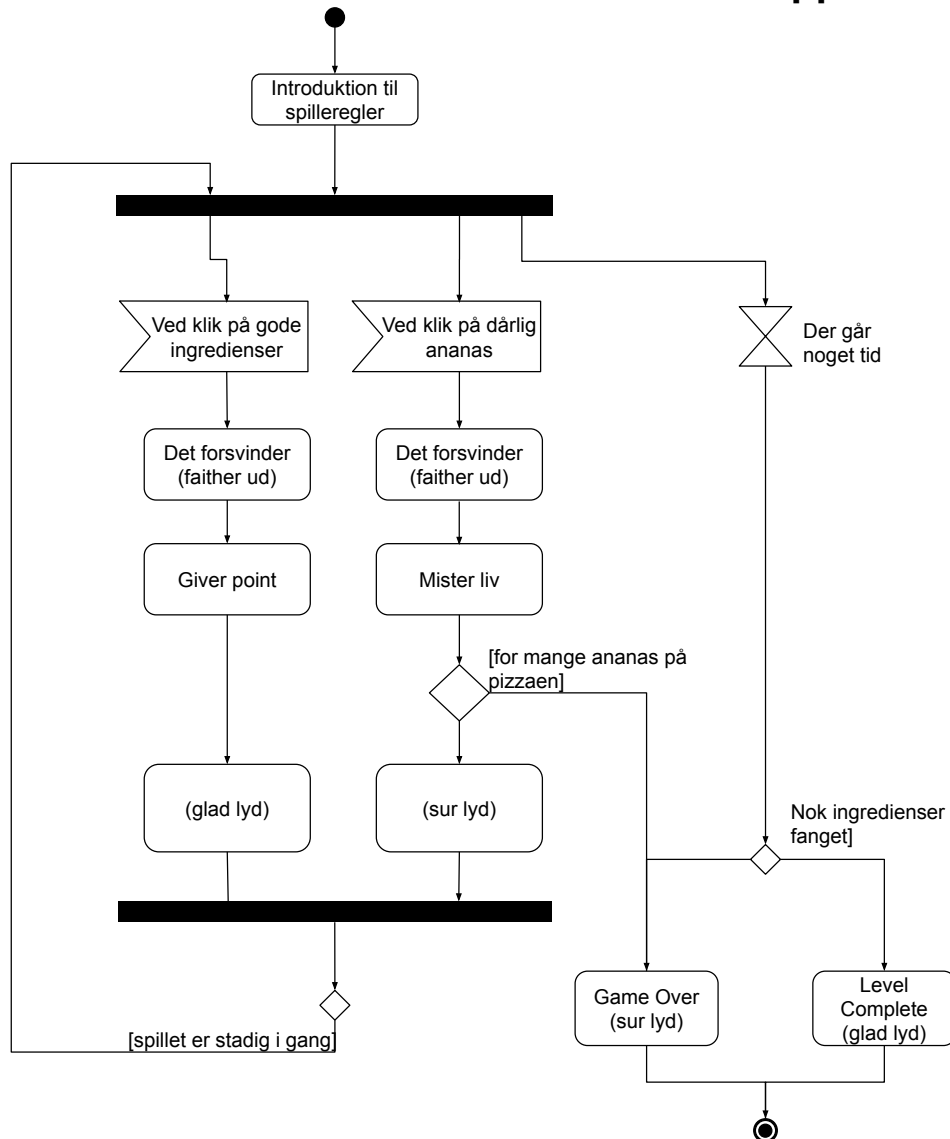 Introduktion til
spilleregler
Ved klik på gode
ingredienser
Ved klik på dårlig
ananas
Der går
noget tid
Det forsvinder
(faither ud)
Det forsvinder
(faither ud)
Giver point
Mister liv
[for mange ananas på
pizzaen]
(glad lyd)
(sur lyd)
Nok ingredienser
fanget]
Game Over
(sur lyd)
Level
Complete
(glad lyd)
[spillet er stadig i gang]